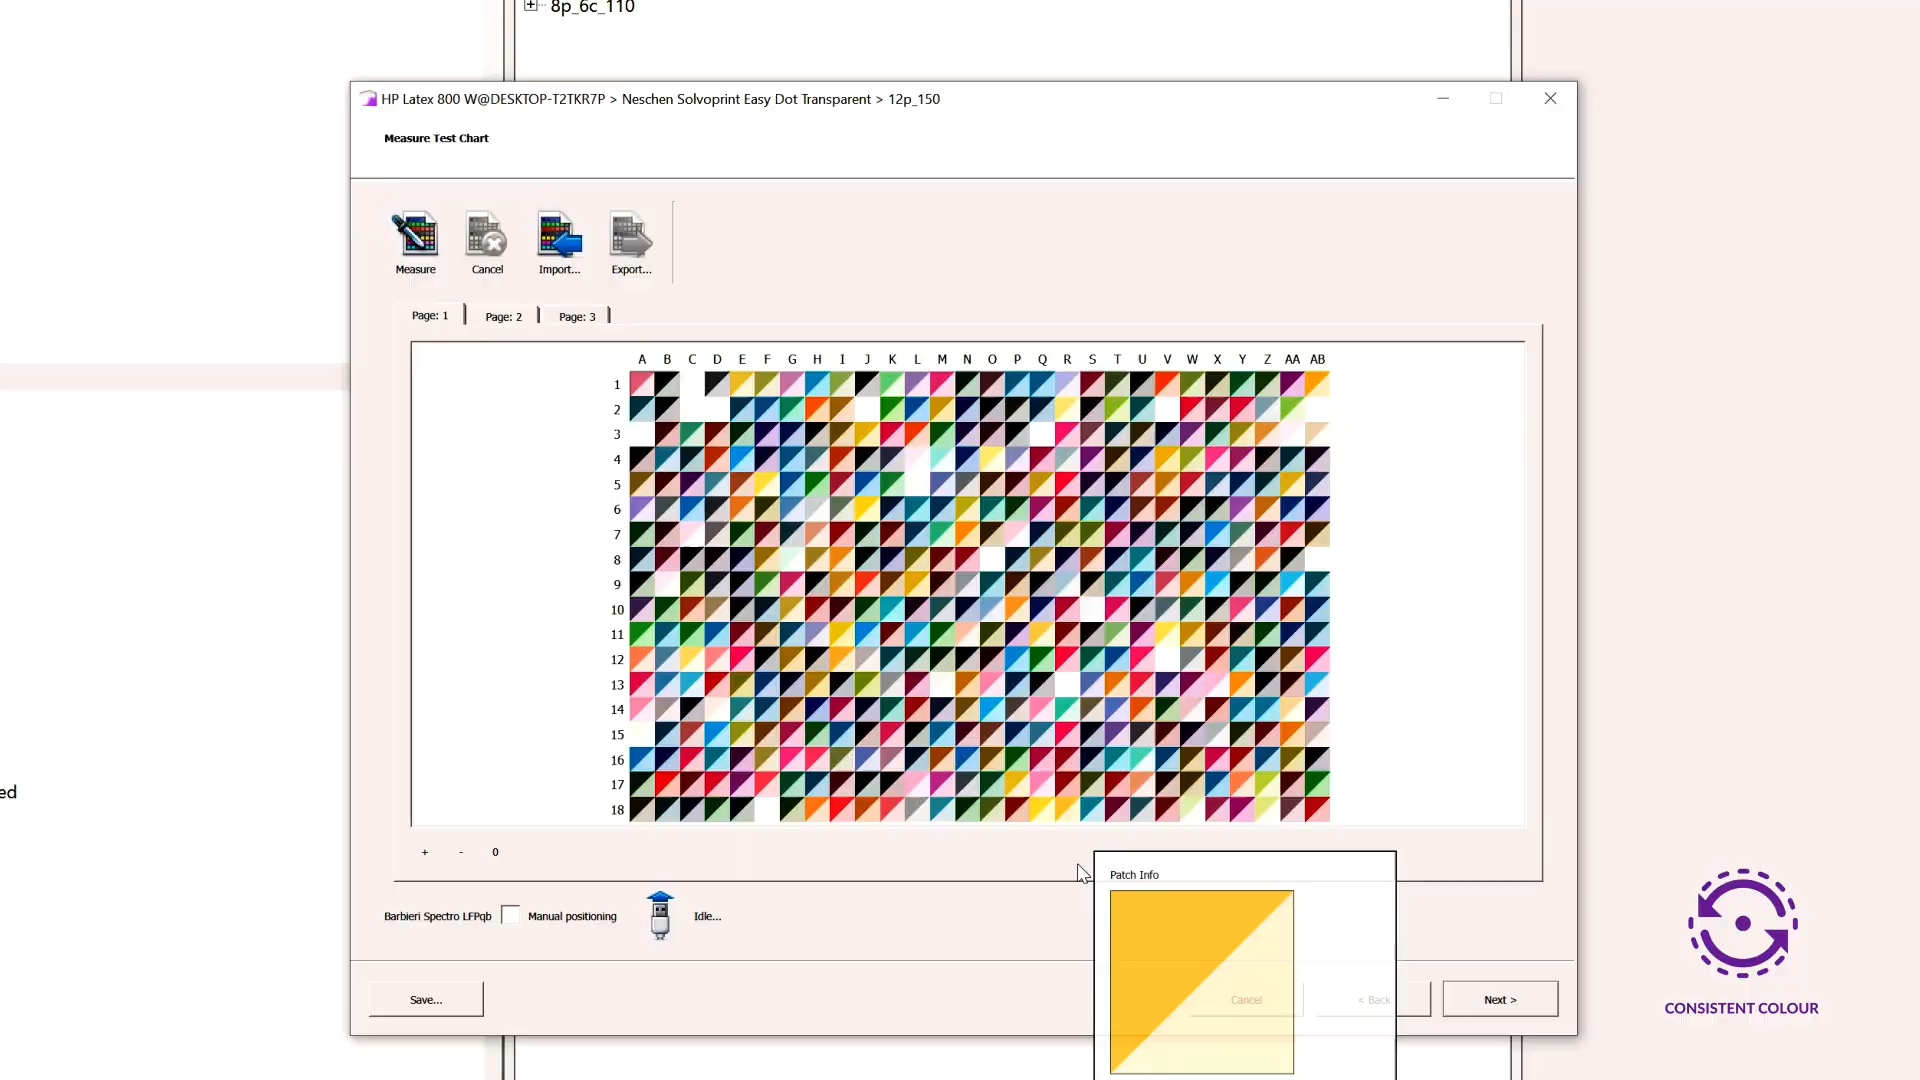 8p_6c_110
HP Latex 800 W@DESKTOP-T2TKR7P > Neschen Solvoprint Easy Dot Transparent > 12p_150
Measure Test Chart
Measure
Cancel
Import...
Export...
Page: 1
Page: 2
Page: 3
A B C D E F G H I J K L M N O P Q R S T U V W X Y Z AA AB
1
2
3
4
5
6
7
8
9
10
11
12
13
14
15
16
17
18
ed
+ - 0
Patch Info
Barbieri Spectro LFPqb
Manual positioning
Idle...
Save...
Cancel
< Back
Next >
CONSISTENT COLOUR